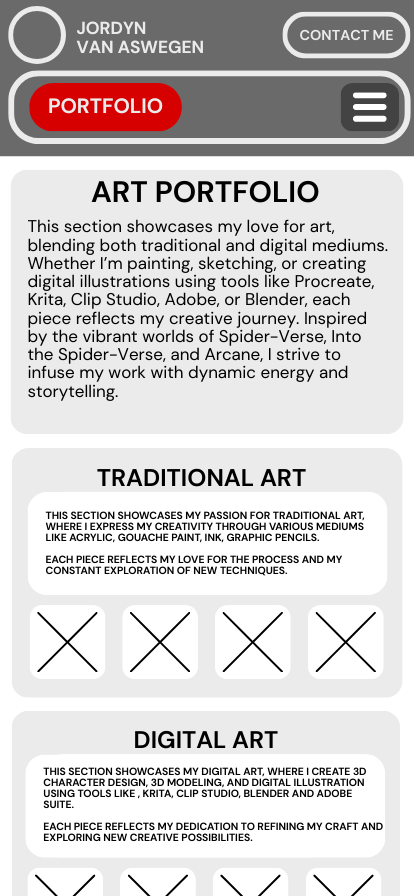 JORDYN
VAN ASWEGEN
CONTACT ME
PORTFOLIO
ART PORTFOLIO
This section showcases my love for art,
blending both traditional and digital mediums.
Whether I'm painting, sketching, or creating
digital illustrations using tools like Procreate,
Krita, Clip Studio, Adobe, or Blender, each
piece reflects my creative journey. Inspired
by the vibrant worlds of Spider-Verse, Into
the Spider-Verse, and Arcane, I strive to
infuse my work with dynamic energy and
storytelling.
TRADITIONAL ART
THIS SECTION SHOWCASES MY PASSION FOR TRADITIONAL ART,
WHERE I EXPRESS MY CREATIVITY THROUGH VARIOUS MEDIUMS
LIKE ACRYLIC, GOUACHE PAINT, INK, GRAPHIC PENCILS.
EACH PIECE REFLECTS MY LOVE FOR THE PROCESS AND MY
CONSTANT EXPLORATION OF NEW TECHNIQUES.
DIGITAL ART
THIS SECTION SHOWCASES MY DIGITAL ART, WHERE I CREATE 3D
CHARACTER DESIGN, 3D MODELING, AND DIGITAL ILLUSTRATION
USING TOOLS LIKE , KRITA, CLIP STUDIO, BLENDER AND ADOBE
SUITE.
EACH PIECE REFLECTS MY DEDICATION TO REFINING MY CRAFT AND
EXPLORING NEW CREATIVE POSSIBILITIES.